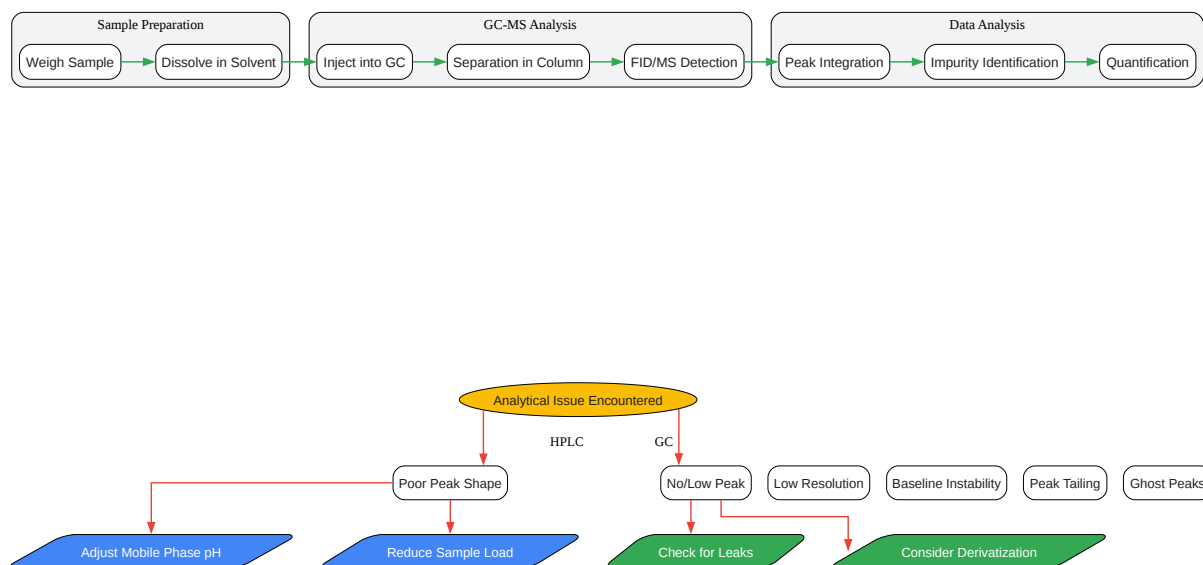 Sample Preparation
GC-MS Analysis
Data Analysis
Weigh Sample
Dissolve in Solvent
Inject into GC
Separation in Column
FID/MS Detection
Peak Integration
Impurity Identification
Quantification
Analytical Issue Encountered
HPLC
GC
Poor Peak Shape
No/Low Peak
Low Resolution
Baseline Instability
Peak Tailing
Ghost Peaks
Adjust Mobile Phase pH
Reduce Sample Load
Check for Leaks
Consider Derivatization